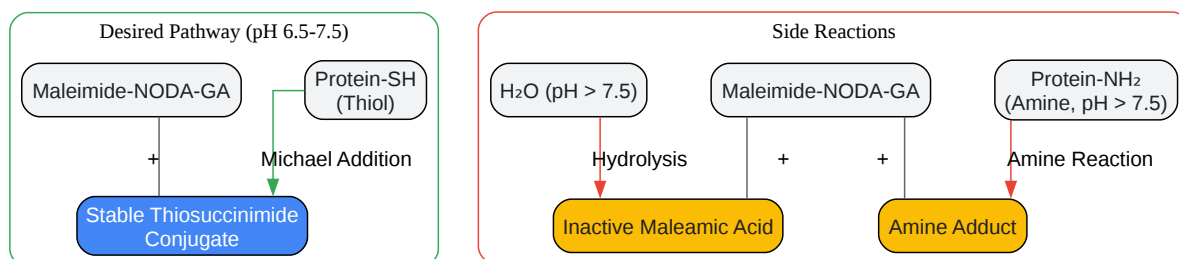 Desired Pathway (pH 6.5-7.5)
Maleimide-NODA-GA
Protein-SH
(Thiol)
+
Michael Addition
Stable Thiosuccinimide
Conjugate
Side Reactions
H₂O (pH > 7.5)
Maleimide-NODA-GA
Protein-NH₂
(Amine, pH > 7.5)
Hydrolysis
+
+
Amine Reaction
Inactive Maleamic Acid
Amine Adduct